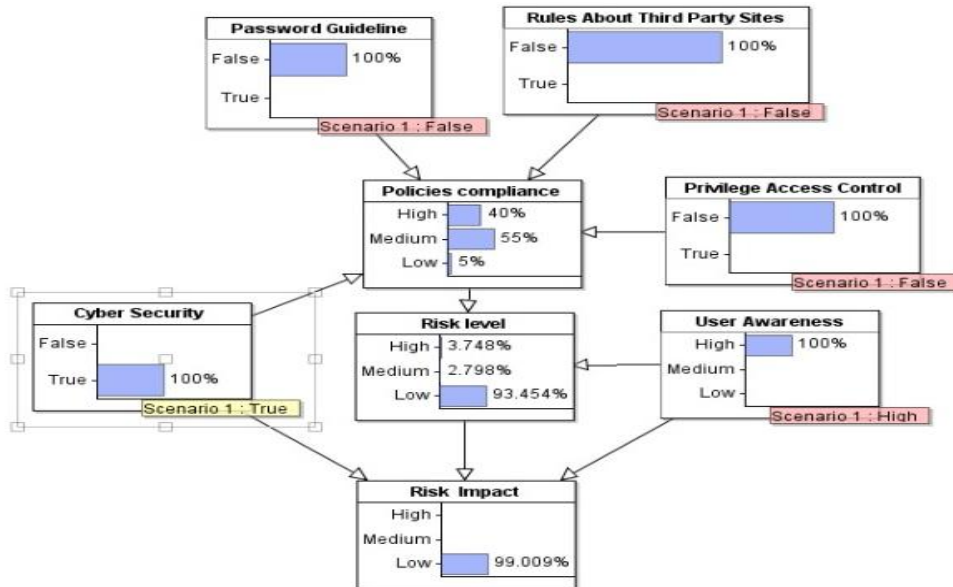 Password Guideline
False
100%
True
Scenario 1 : False
Rules About Third Party Sites
False
100%
True
Scenario 1 : False
Policies compliance
High
40%
Medium
55%
Low
5%
Privilege Access Control
False
100%
True
Scenario 1 : False
Cyber Security
False
True
100%
Scenario 1 : True
Risk level
High
3.748%
Medium
2.798%
Low
93.454%
User Awareness
High
100%
Medium
Low
Scenario 1 : High
Risk Impact
High
Medium
Low
99.009%